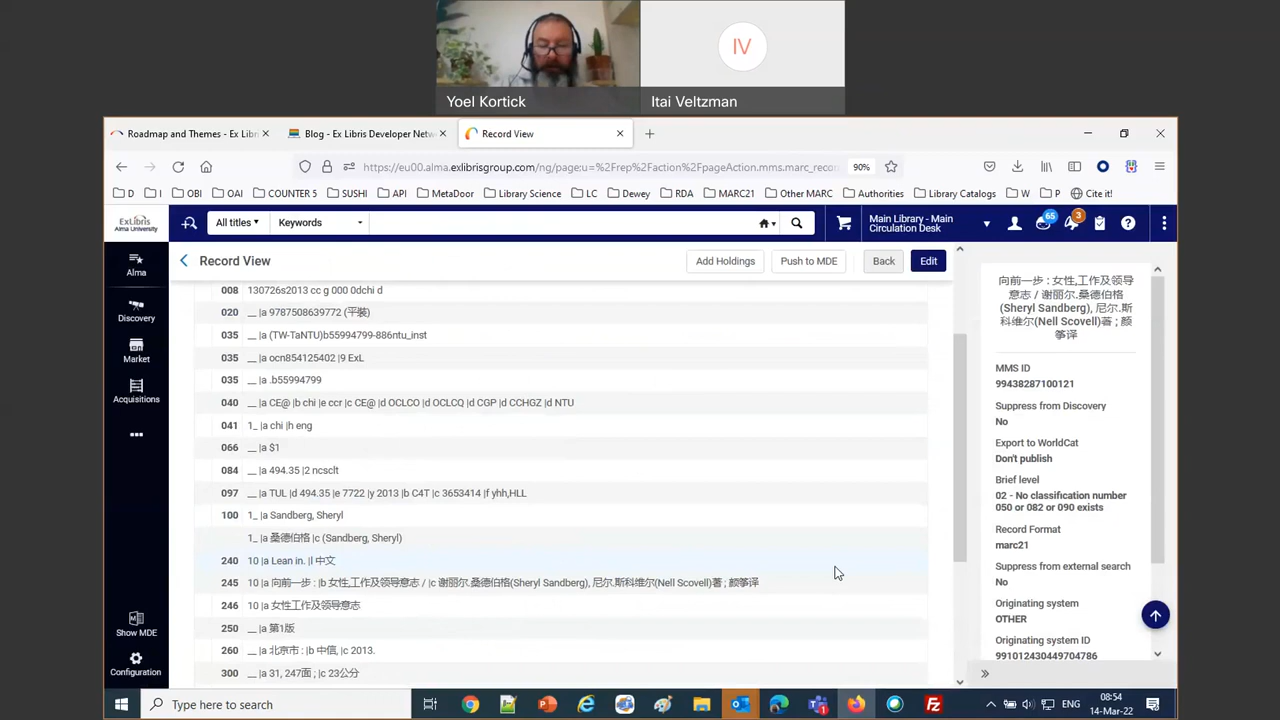 IV
Yoel Kortick
Itai Veltzman
Roadmap and Themes - Ex Libri
Blog - Ex Libris Developer Netw
Record View
https://eu00.alma.exlibrisgroup.com/ng/page:u=%2Frep%2Faction%2FpageAction.mms.marc_reco
90%
D
I
OBI
OAI
COUNTER 5
SUSHI
API
MetaDoor
Library Science
LC
Dewey
RDA
MARC21
Other MARC
Authorities
Library Catalogs
W
P
Cite it!
ExLibris
Alma University
All titles
Keywords
Main Library - Main
Circulation Desk
65
3
Alma
Discovery
Market
Acquisitions
Show MDE
Configuration
Record View
Add Holdings
Push to MDE
Back
Edit
008 130726s2013 cc g 000 0dchi d
020 __ |a 9787508639772 (平裝)
035 __ |a (TW-TaNTU)b55994799-886ntu_inst
035 __ |a ocn854125402 |9 ExL
035 __ |a .b55994799
040 __ |a CE@ |b chi |e ccr |c CE@ |d OCLCO |d OCLCQ |d CGP |d CCHGZ |d NTU
041 1_ |a chi |h eng
066 __ |a $1
084 __ |a 494.35 |2 ncsclt
097 __ |a TUL |d 494.35 |e 7722 |y 2013 |b C4T |c 3653414 |f yhh,HLL
100 1_ |a Sandberg, Sheryl
1_ |a 桑德伯格 |c (Sandberg, Sheryl)
240 10 |a Lean in. |l 中文
245 10 |a 向前一步 : |b 女性,工作及领导意志 / |c 谢丽尔.桑德伯格(Sheryl Sandberg), 尼尔.斯科维尔(Nell Scovell)著 ; 颜筝译
246 10 |a 女性工作及领导意志
250 __ |a 第1版
260 __ |a 北京市 : |b 中信, |c 2013.
300 __ |a 31, 247面 ; |c 23公分
向前一步 : 女性,工作及领导
意志 / 谢丽尔.桑德伯格
(Sheryl Sandberg), 尼尔.斯
科维尔(Nell Scovell)著 ; 颜
筝译
MMS ID
99438287100121
Suppress from Discovery
No
Export to WorldCat
Don't publish
Brief level
02 - No classification number
050 or 082 or 090 exists
Record Format
marc21
Suppress from external search
No
Originating system
OTHER
Originating system ID
991012430449704786
Type here to search
ENG
08:54
14-Mar-22